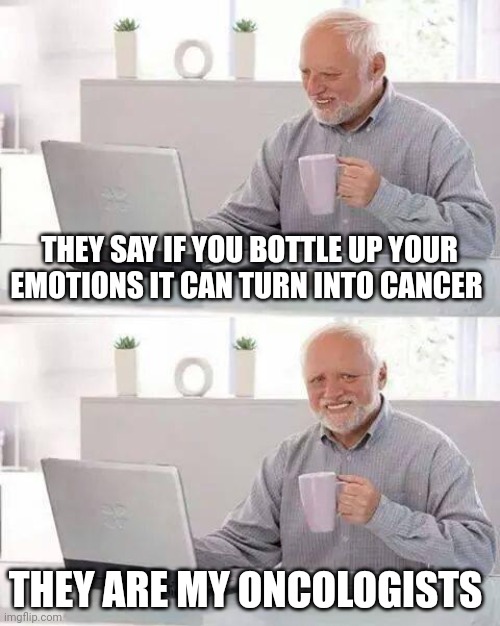 THEY SAY IF YOU BOTTLE UP YOUR
EMOTIONS IT CAN TURN INTO CANCER
THEY ARE MY ONCOLOGISTS
imgflip.com